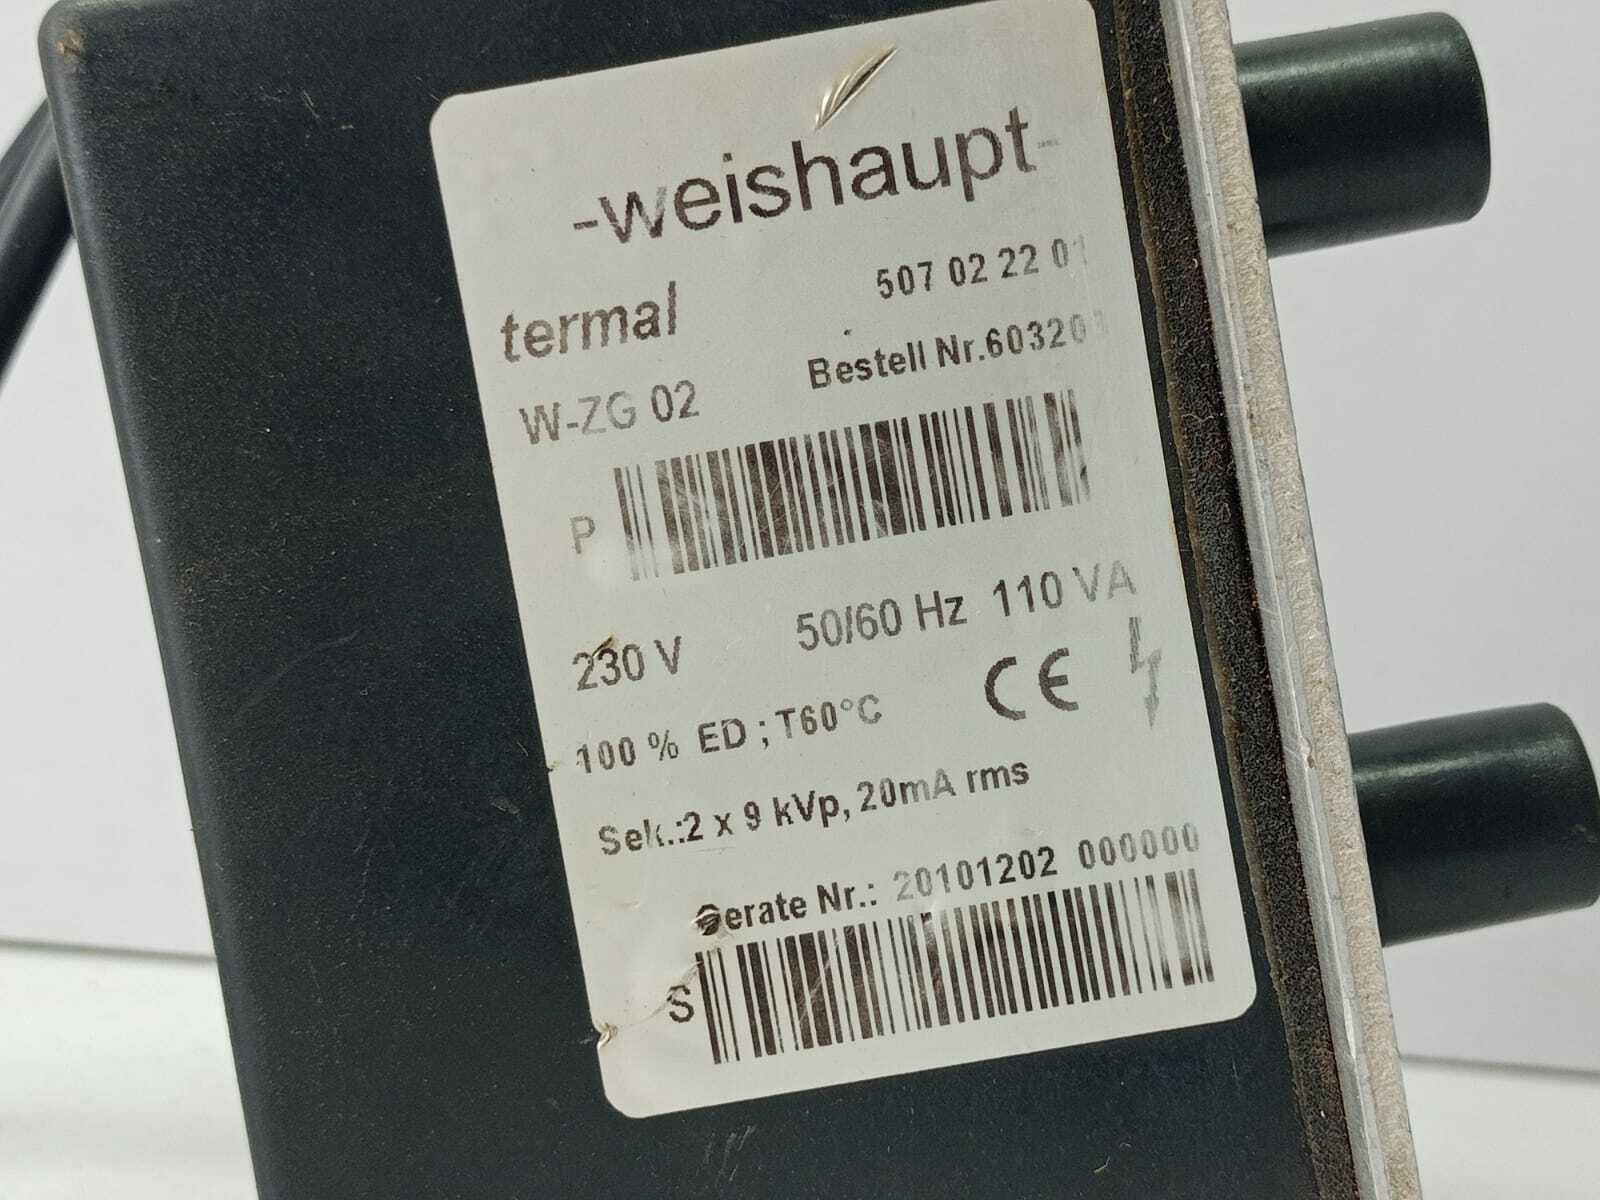 -weishaupt-
termal
507 02 22 01
W-ZG 02
Bestell Nr.603203
P
230 V 50/60 Hz 110 VA
100 % ED ; T60°C
CE
Sek.:2 x 9 kVp, 20mA rms
Gerate Nr.: 20101202 000000
S